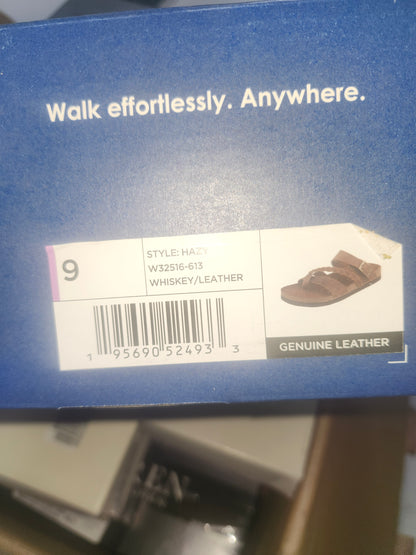 Walk effortlessly. Anywhere.
9
STYLE: HAZY
W32516-613
WHISKEY/LEATHER
1 95690 52493 3
GENUINE LEATHER